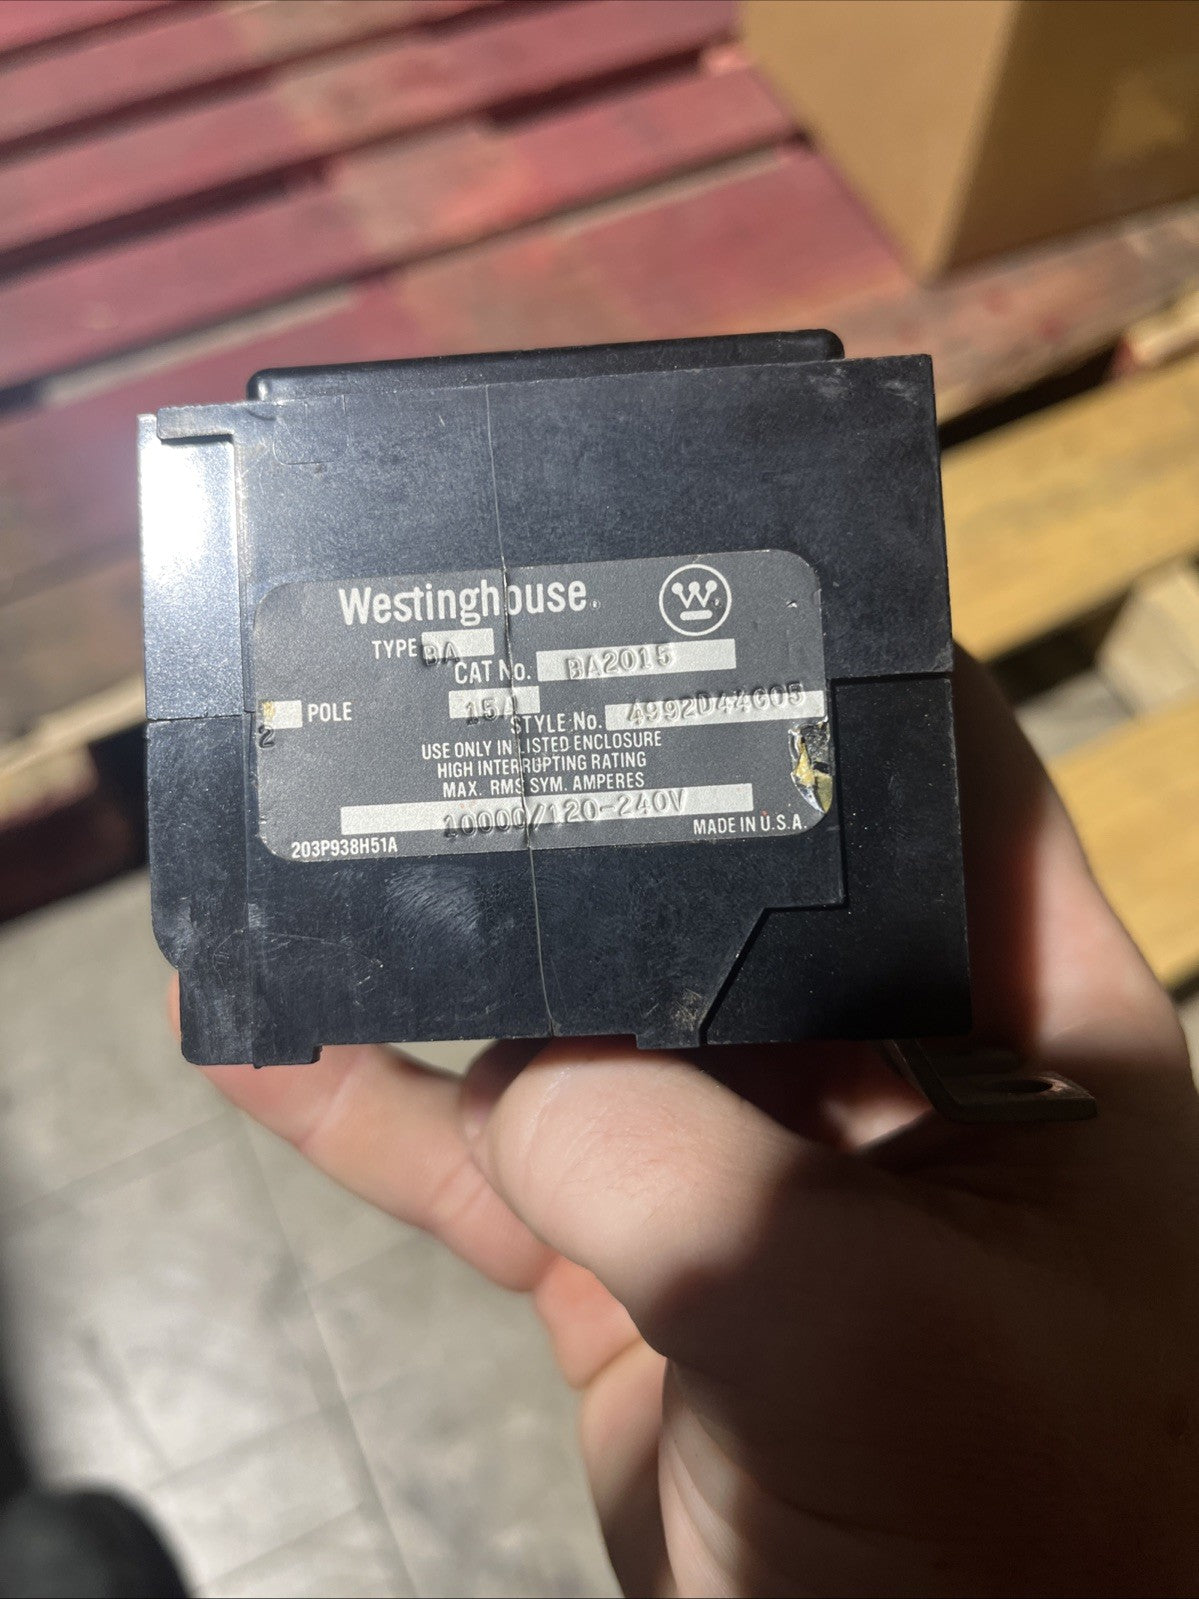 Westinghouse
W
TYPE BA
CAT No. BA2015
2 POLE 15A
STYLE No. 4992D44G05
USE ONLY IN LISTED ENCLOSURE
HIGH INTERRUPTING RATING
MAX. RMS SYM. AMPERES
10000/120-240V
203P938H51A MADE IN U.S.A